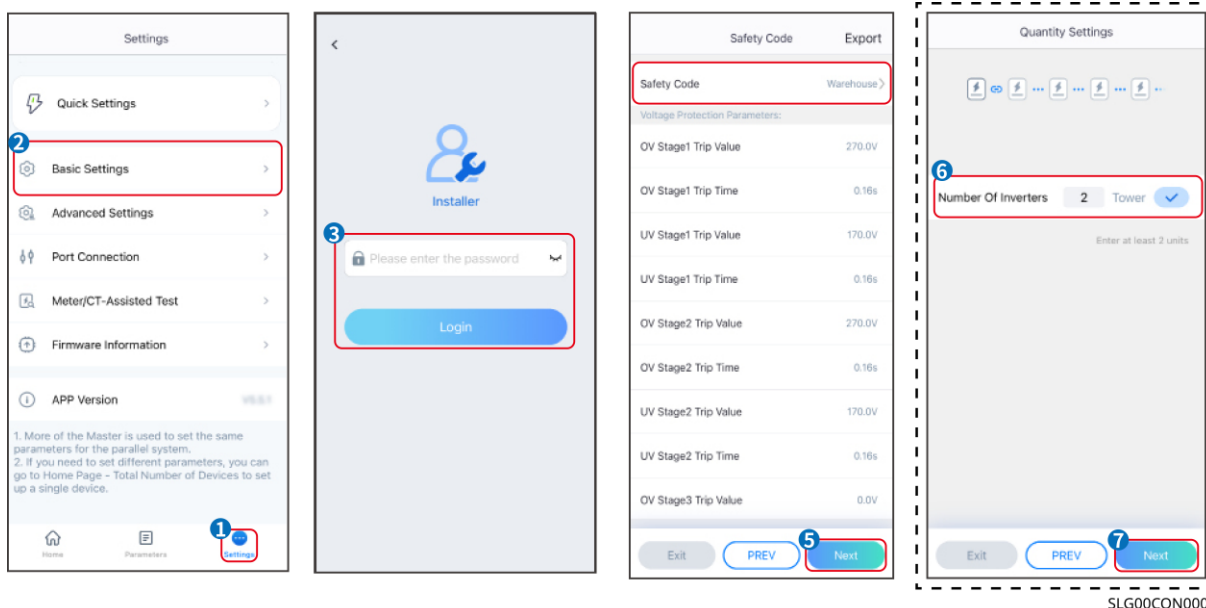 Settings
Quick Settings
2
Basic Settings
Advanced Settings
Port Connection
Meter/CT-Assisted Test
Firmware Information
APP Version
1. More of the Master is used to set the same
parameters for the parallel system.
2. If you need to set different parameters, you can
go to Home Page - Total Number of Devices to set
up a single device.
1
Home
Parameters
Settings
Installer
3
Please enter the password
Login
Safety Code
Export
Safety Code
Warehouse
Voltage Protection Parameters:
OV Stage1 Trip Value
270.0V
OV Stage1 Trip Time
0.16s
UV Stage1 Trip Value
170.0V
UV Stage1 Trip Time
0.16s
OV Stage2 Trip Value
270.0V
OV Stage2 Trip Time
0.16s
UV Stage2 Trip Value
170.0V
UV Stage2 Trip Time
0.16s
OV Stage3 Trip Value
0.0V
5
Exit
PREV
Next
Quantity Settings
6
Number Of Inverters
2
Tower
Enter at least 2 units
7
Exit
PREV
Next
SLG00CON000